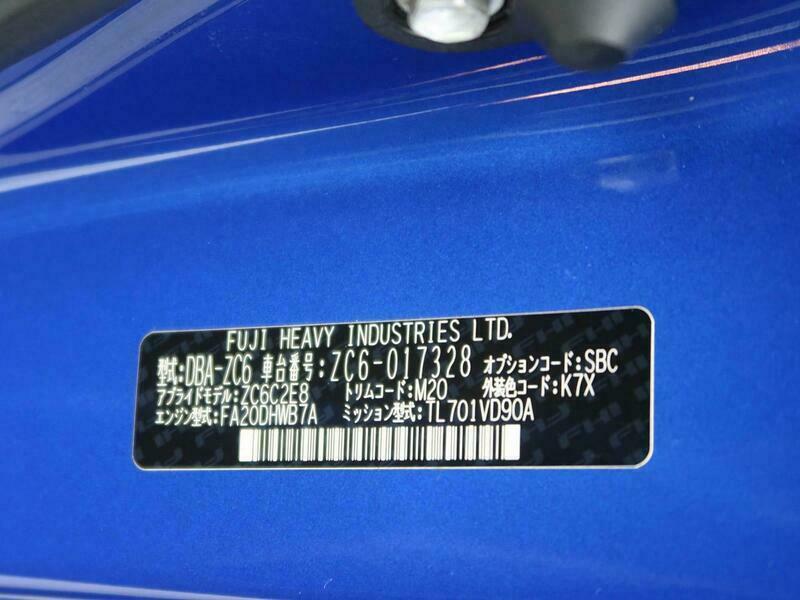 FUJI HEAVY INDUSTRIES LTD.
型式:DBA-ZC6 車台番号:ZC6-017328 オプションコード:SBC
アプライドモデル:ZC6C2E8 トリムコード:M20 外装色コード:K7X
エンジン型式:FA20DHWB7A ミッション型式:TL701VD90A